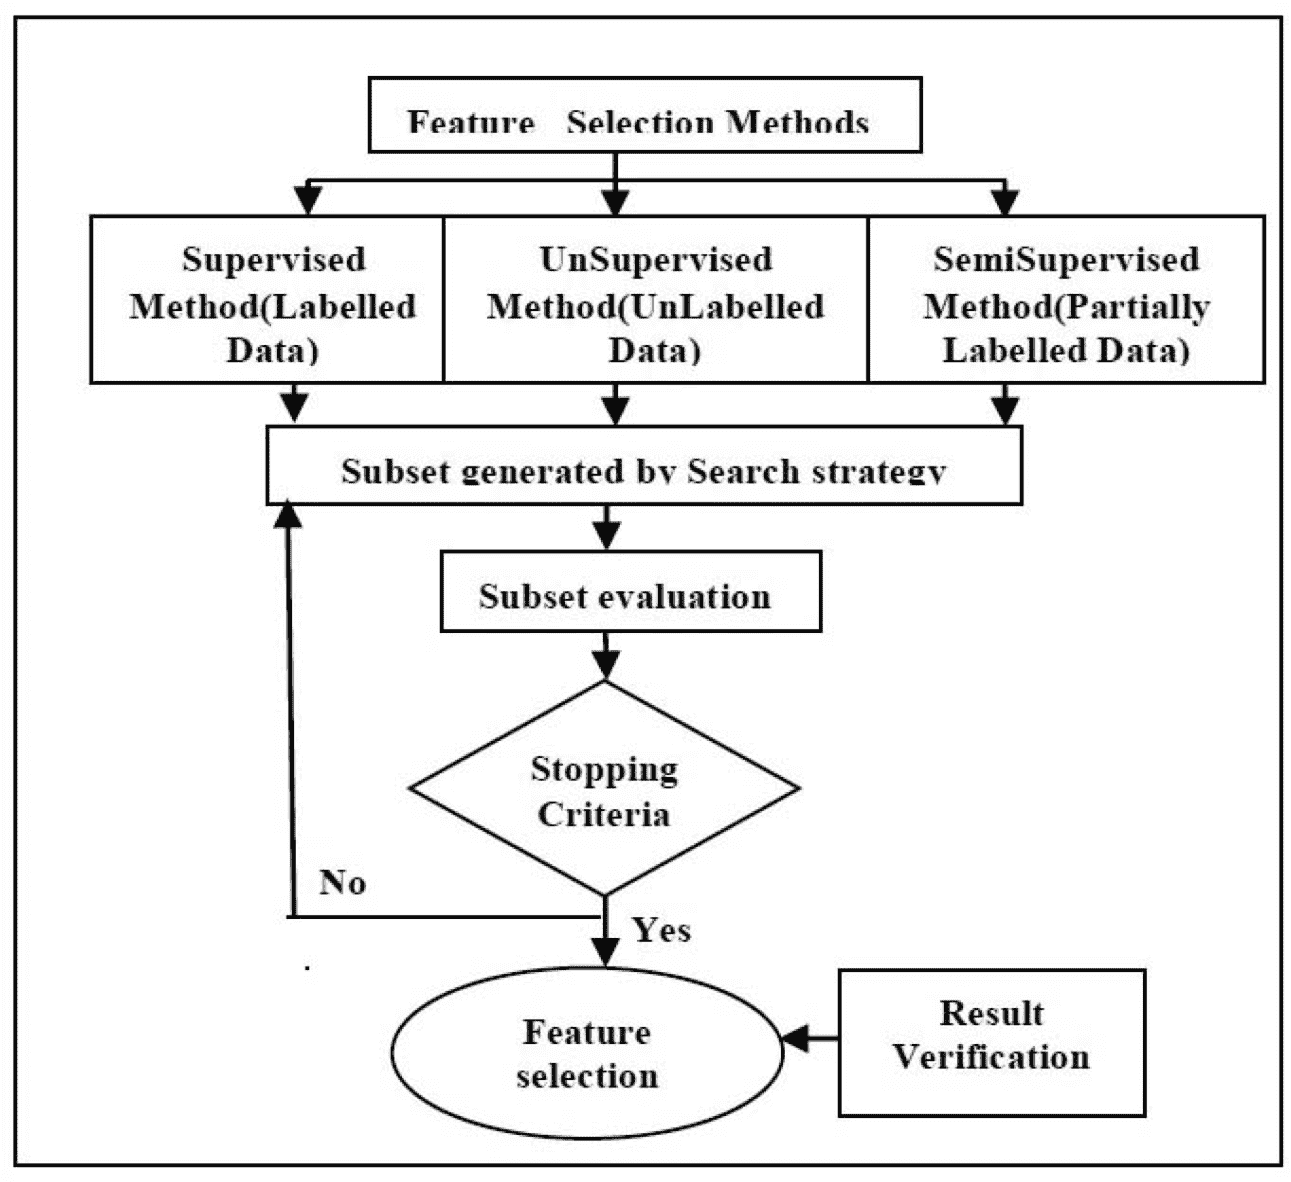 Feature Selection Methods
Supervised
Method(Labelled
Data)
UnSupervised
Method(UnLabelled
Data)
SemiSupervised
Method(Partially
Labelled Data)
Subset generated by Search strategy
Subset evaluation
Stopping
Criteria
No
Yes
Feature
selection
Result
Verification